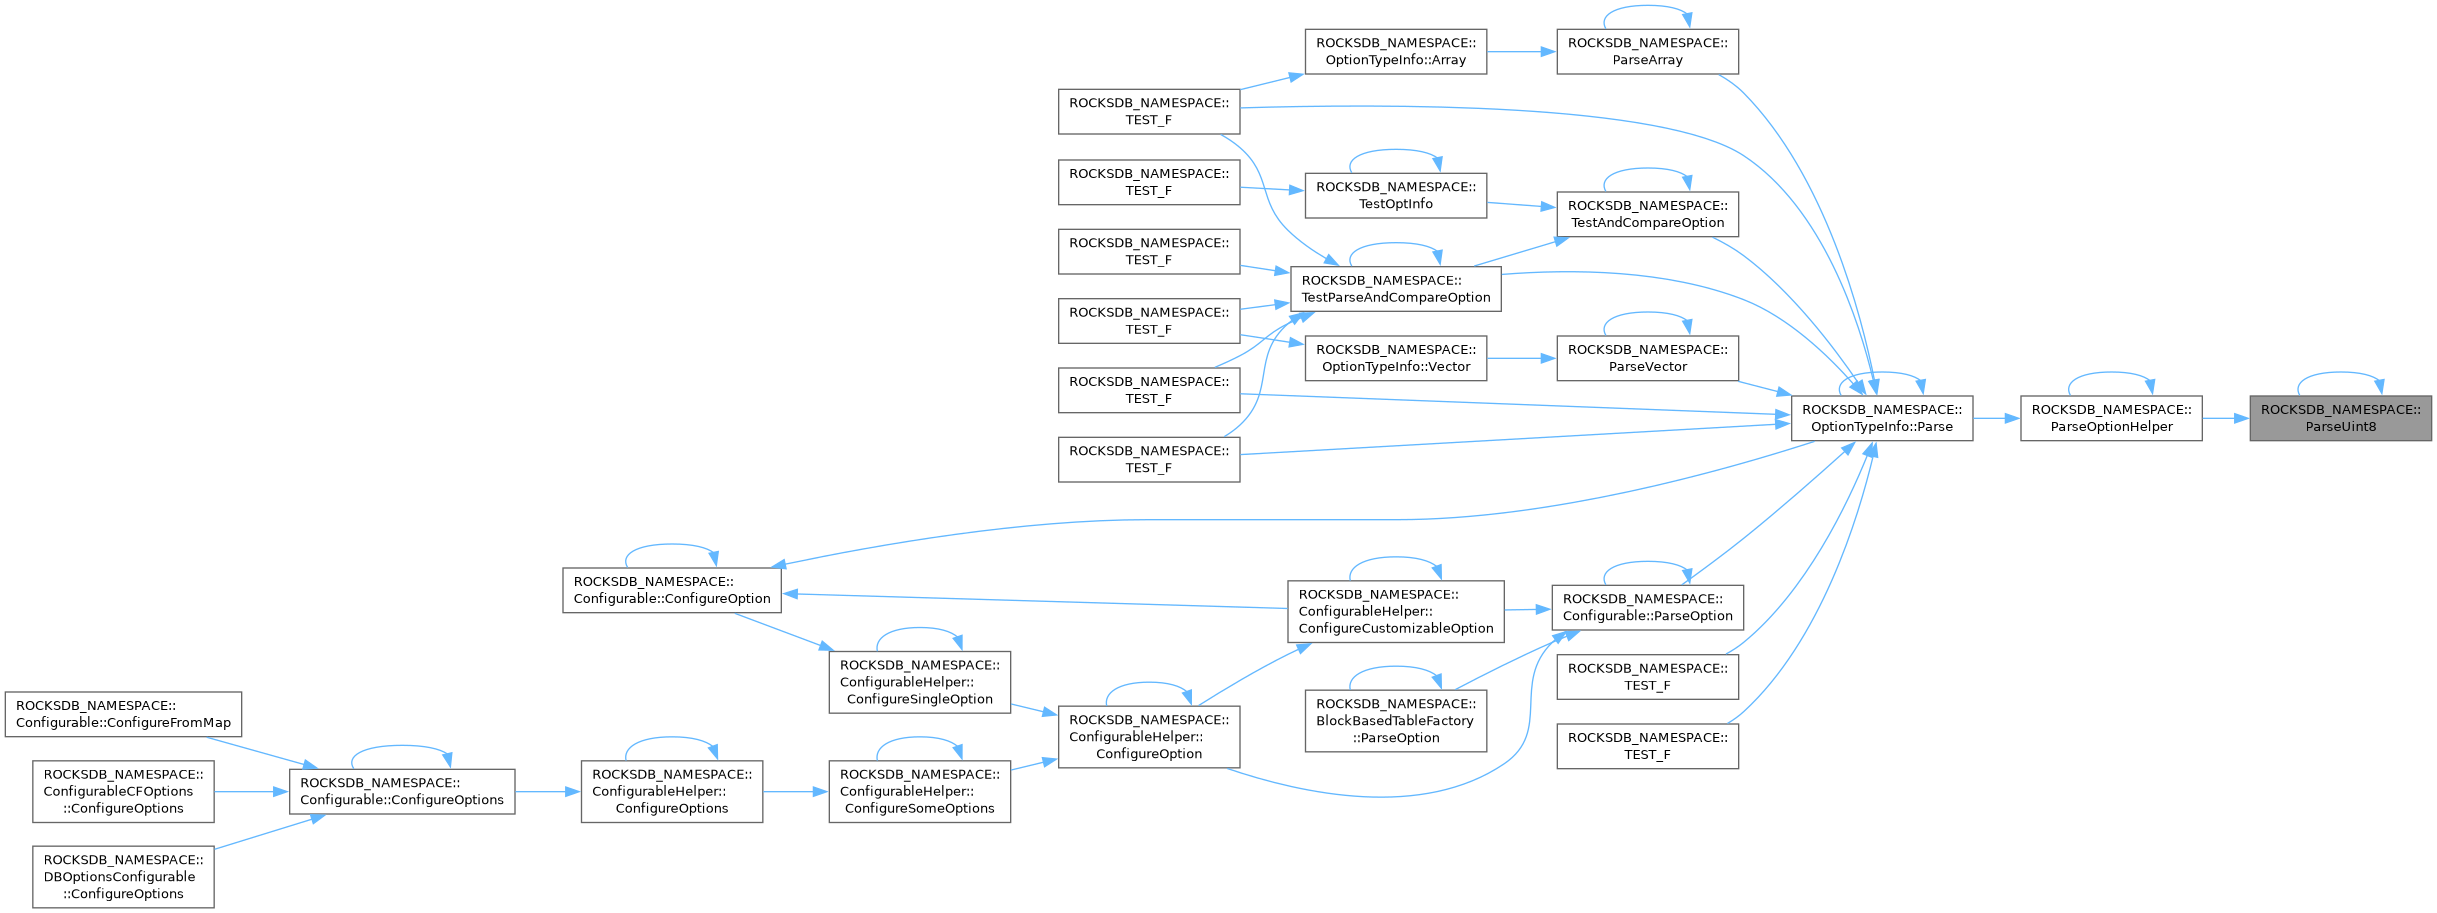 ROCKSDB_NAMESPACE::
OptionTypeInfo::Array
ROCKSDB_NAMESPACE::
ParseArray
ROCKSDB_NAMESPACE::
TEST_F
ROCKSDB_NAMESPACE::
TEST_F
ROCKSDB_NAMESPACE::
TestOptInfo
ROCKSDB_NAMESPACE::
TestAndCompareOption
ROCKSDB_NAMESPACE::
TEST_F
ROCKSDB_NAMESPACE::
TestParseAndCompareOption
ROCKSDB_NAMESPACE::
TEST_F
ROCKSDB_NAMESPACE::
OptionTypeInfo::Vector
ROCKSDB_NAMESPACE::
ParseVector
ROCKSDB_NAMESPACE::
TEST_F
ROCKSDB_NAMESPACE::
OptionTypeInfo::Parse
ROCKSDB_NAMESPACE::
ParseOptionHelper
ROCKSDB_NAMESPACE::
ParseUint8
ROCKSDB_NAMESPACE::
TEST_F
ROCKSDB_NAMESPACE::
Configurable::ConfigureOption
ROCKSDB_NAMESPACE::
ConfigurableHelper::
ConfigureCustomizableOption
ROCKSDB_NAMESPACE::
Configurable::ParseOption
ROCKSDB_NAMESPACE::
ConfigurableHelper::
ConfigureSingleOption
ROCKSDB_NAMESPACE::
TEST_F
ROCKSDB_NAMESPACE::
Configurable::ConfigureFromMap
ROCKSDB_NAMESPACE::
BlockBasedTableFactory
::ParseOption
ROCKSDB_NAMESPACE::
ConfigurableHelper::
ConfigureOption
ROCKSDB_NAMESPACE::
TEST_F
ROCKSDB_NAMESPACE::
ConfigurableCFOptions
::ConfigureOptions
ROCKSDB_NAMESPACE::
Configurable::ConfigureOptions
ROCKSDB_NAMESPACE::
ConfigurableHelper::
ConfigureOptions
ROCKSDB_NAMESPACE::
ConfigurableHelper::
ConfigureSomeOptions
ROCKSDB_NAMESPACE::
DBOptionsConfigurable
::ConfigureOptions